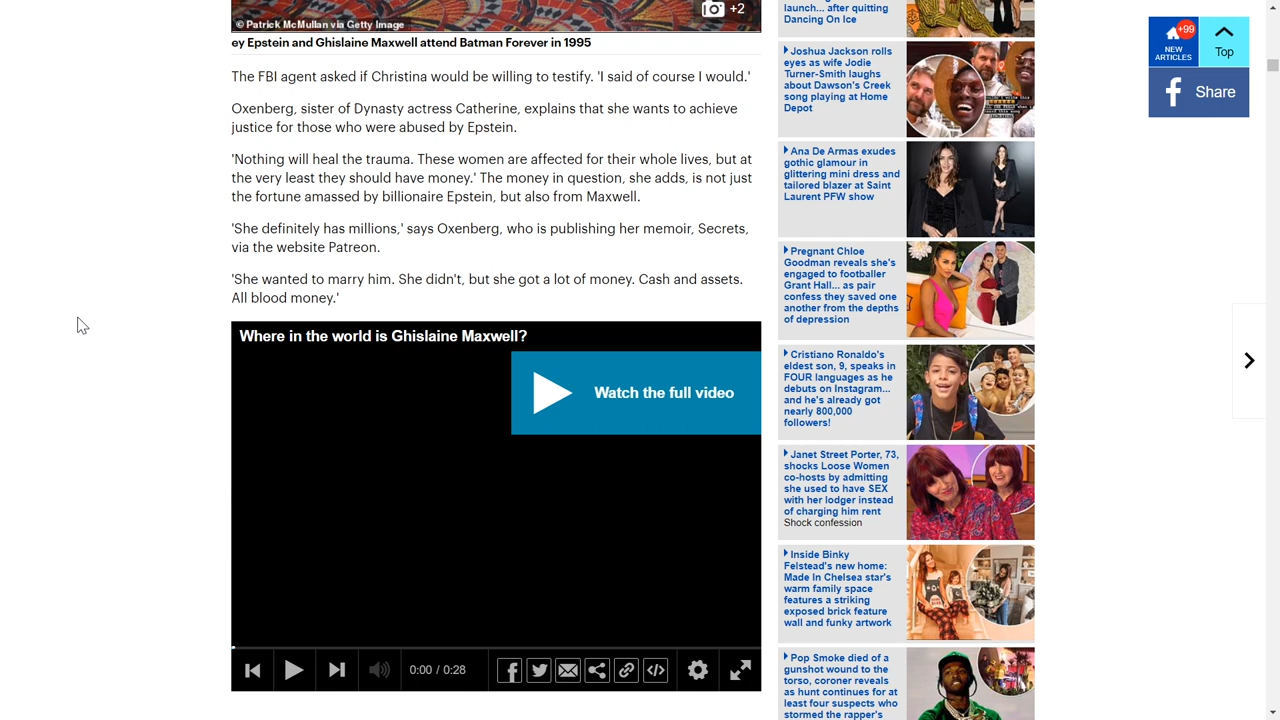 © Patrick McMullan via Getty Image
+2
ey Epstein and Ghislaine Maxwell attend Batman Forever in 1995
The FBI agent asked if Christina would be willing to testify. 'I said of course I would.'
Oxenberg, sister of Dynasty actress Catherine, explains that she wants to achieve
justice for those who were abused by Epstein.
'Nothing will heal the trauma. These women are affected for their whole lives, but at
the very least they should have money.' The money in question, she adds, is not just
the fortune amassed by billionaire Epstein, but also from Maxwell.
'She definitely has millions,' says Oxenberg, who is publishing her memoir, Secrets,
via the website Patreon.
'She wanted to marry him. She didn't, but she got a lot of money. Cash and assets.
All blood money.'
Where in the world is Ghislaine Maxwell?
Watch the full video
0:00 / 0:28
launch... after quitting
Dancing On Ice
Joshua Jackson rolls
eyes as wife Jodie
Turner-Smith laughs
about Dawson's Creek
song playing at Home
Depot
Ana De Armas exudes
gothic glamour in
glittering mini dress and
tailored blazer at Saint
Laurent PFW show
Pregnant Chloe
Goodman reveals she's
engaged to footballer
Grant Hall... as pair
confess they saved one
another from the depths
of depression
Cristiano Ronaldo's
eldest son, 9, speaks in
FOUR languages as he
debuts on Instagram...
and he's already got
nearly 800,000
followers!
Janet Street Porter, 73,
shocks Loose Women
co-hosts by admitting
she used to have SEX
with her lodger instead
of charging him rent
Shock confession
Inside Binky
Felstead's new home:
Made In Chelsea star's
warm family space
features a striking
exposed brick feature
wall and funky artwork
Pop Smoke died of a
gunshot wound to the
torso, coroner reveals
as hunt continues for at
least four suspects who
stormed the rapper's
+99
NEW
ARTICLES
Top
Share